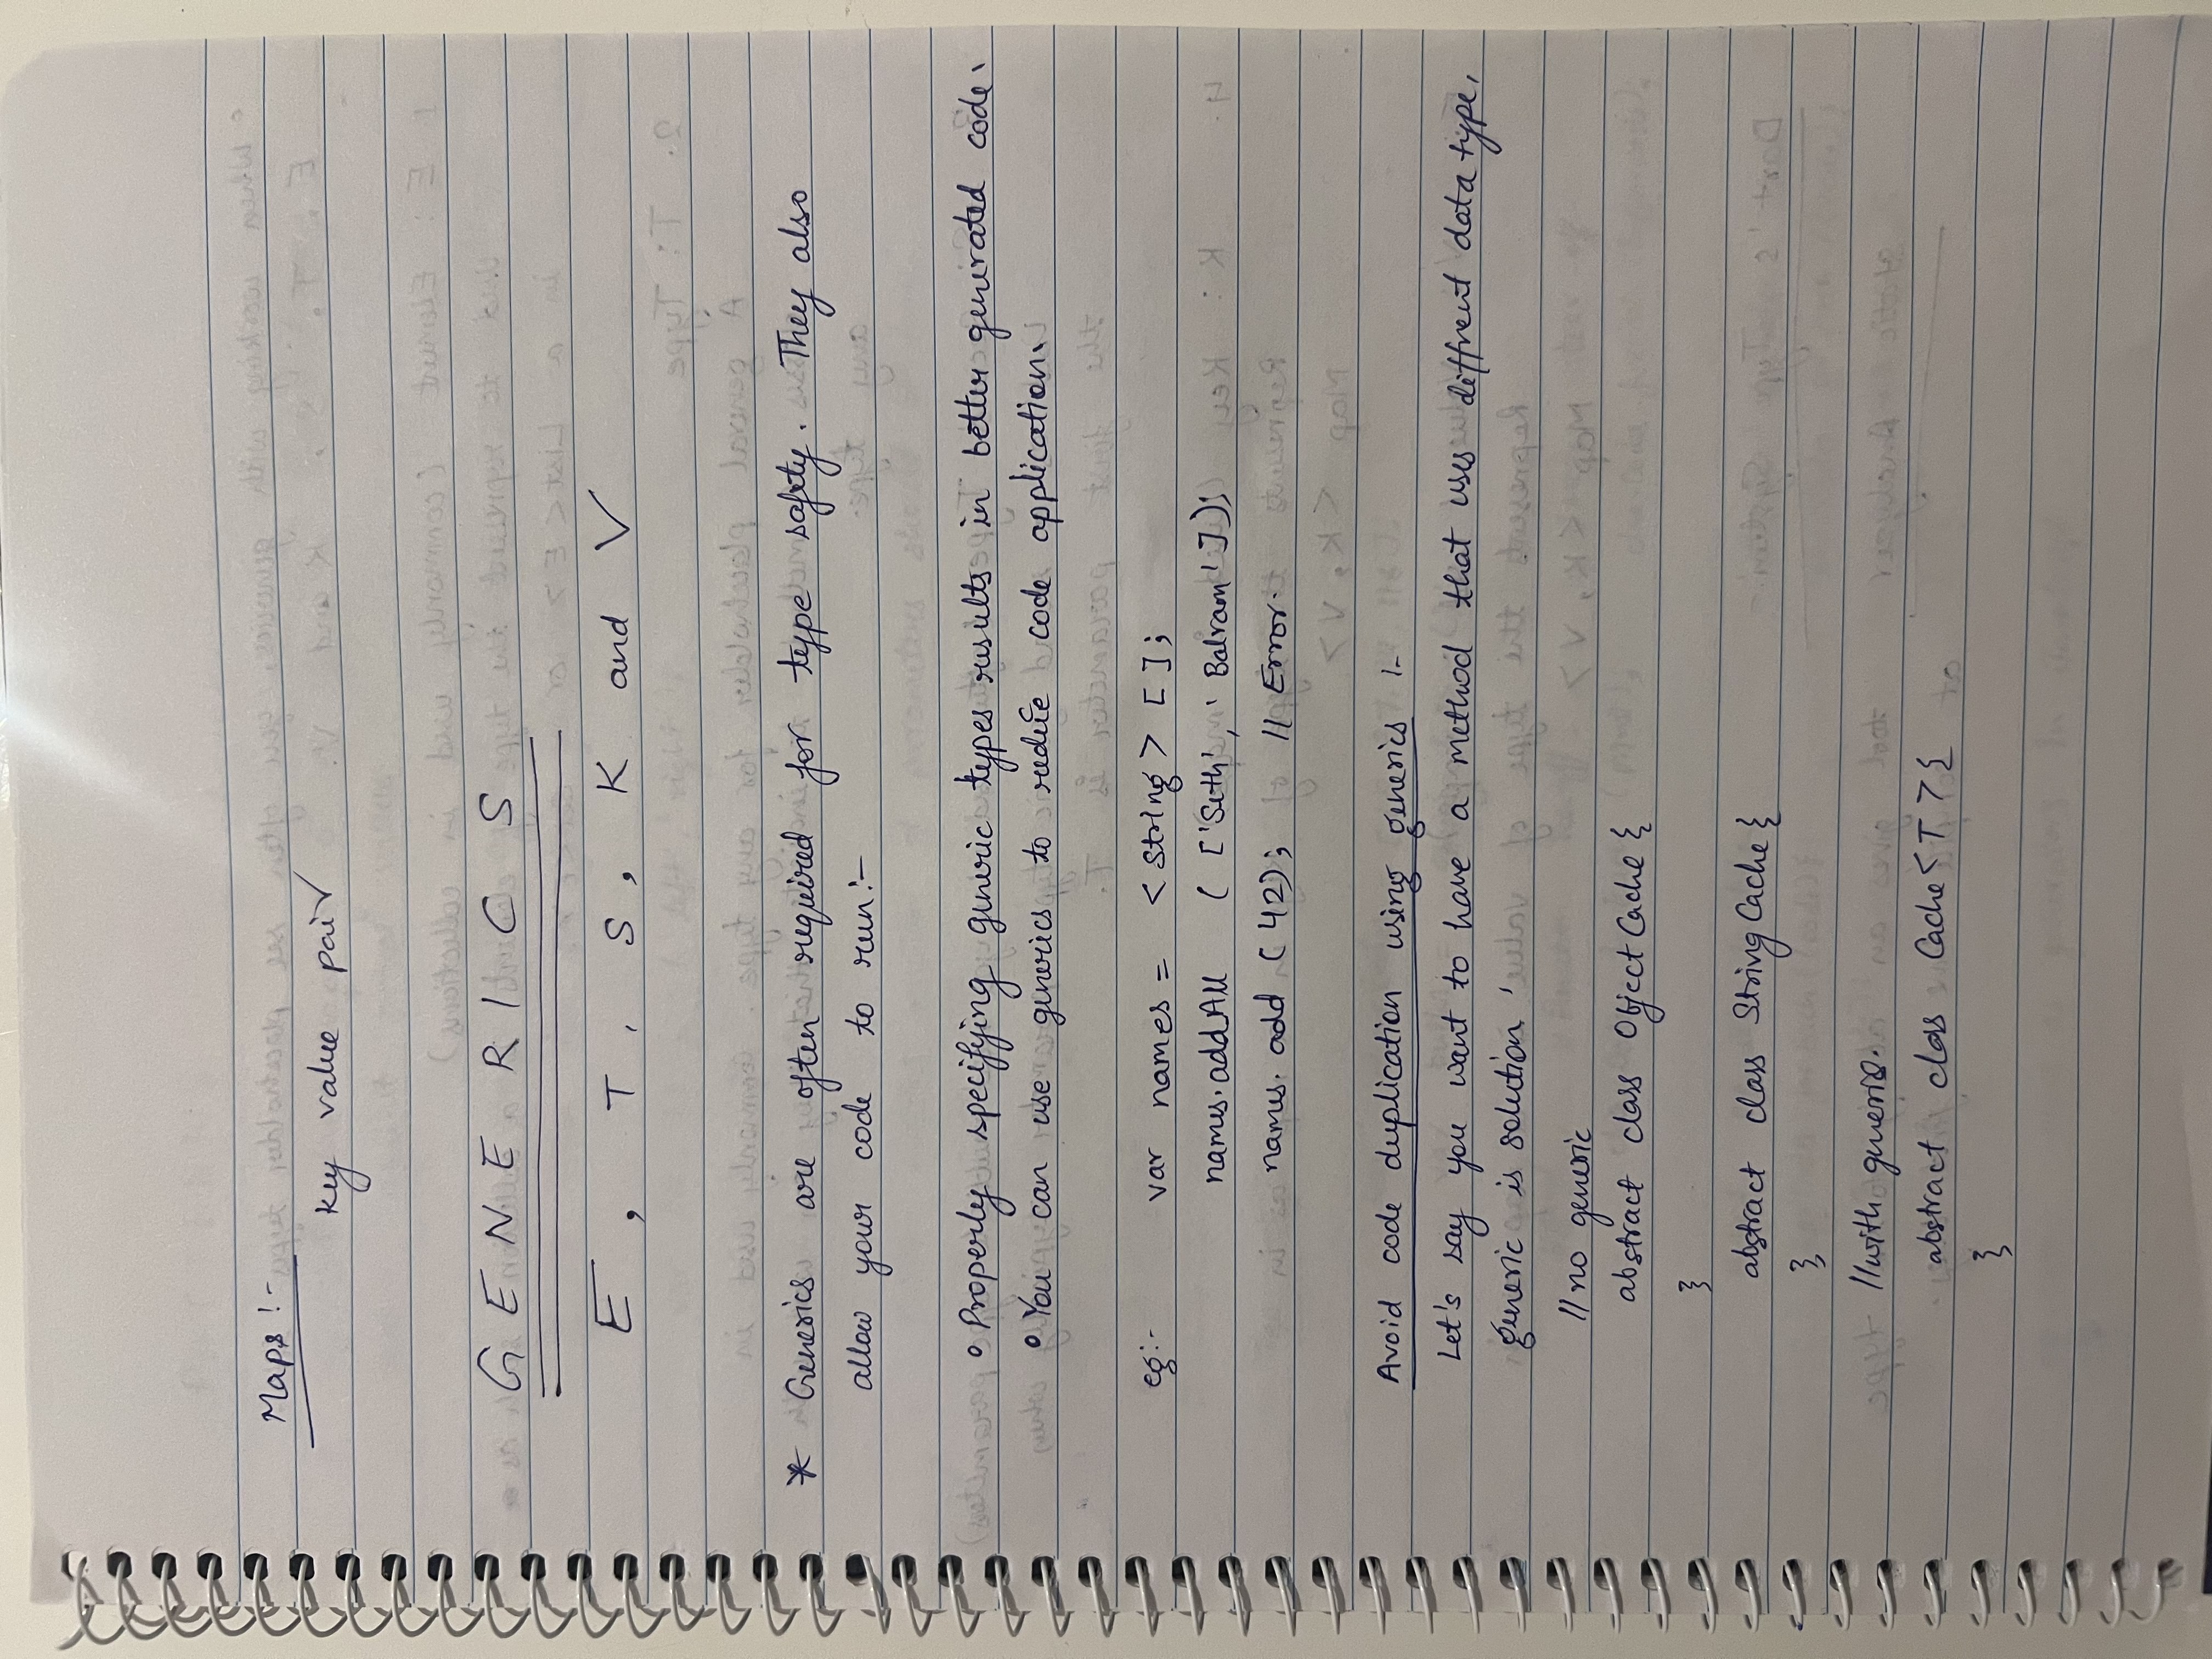 Maps :-
key value pair
GENERICS
E, T, S, K and V
* Generics are often required for type safety. They also
allow your code to run:-
o Properly specifying generic types results in better generated code.
o You can use generics to reduce code application.
eg:- var names = <String> [];
names.addAll (['Seth', 'Balram']);
names.add (42); // Error.
Avoid code duplication using generics :-
Let's say you want to have a method that uses diffrent data type,
generic is solution.
//no generic
abstract class ObjectCache {
}
abstract class StringCache {
}
//with generic.
abstract class Cache<T>{
}